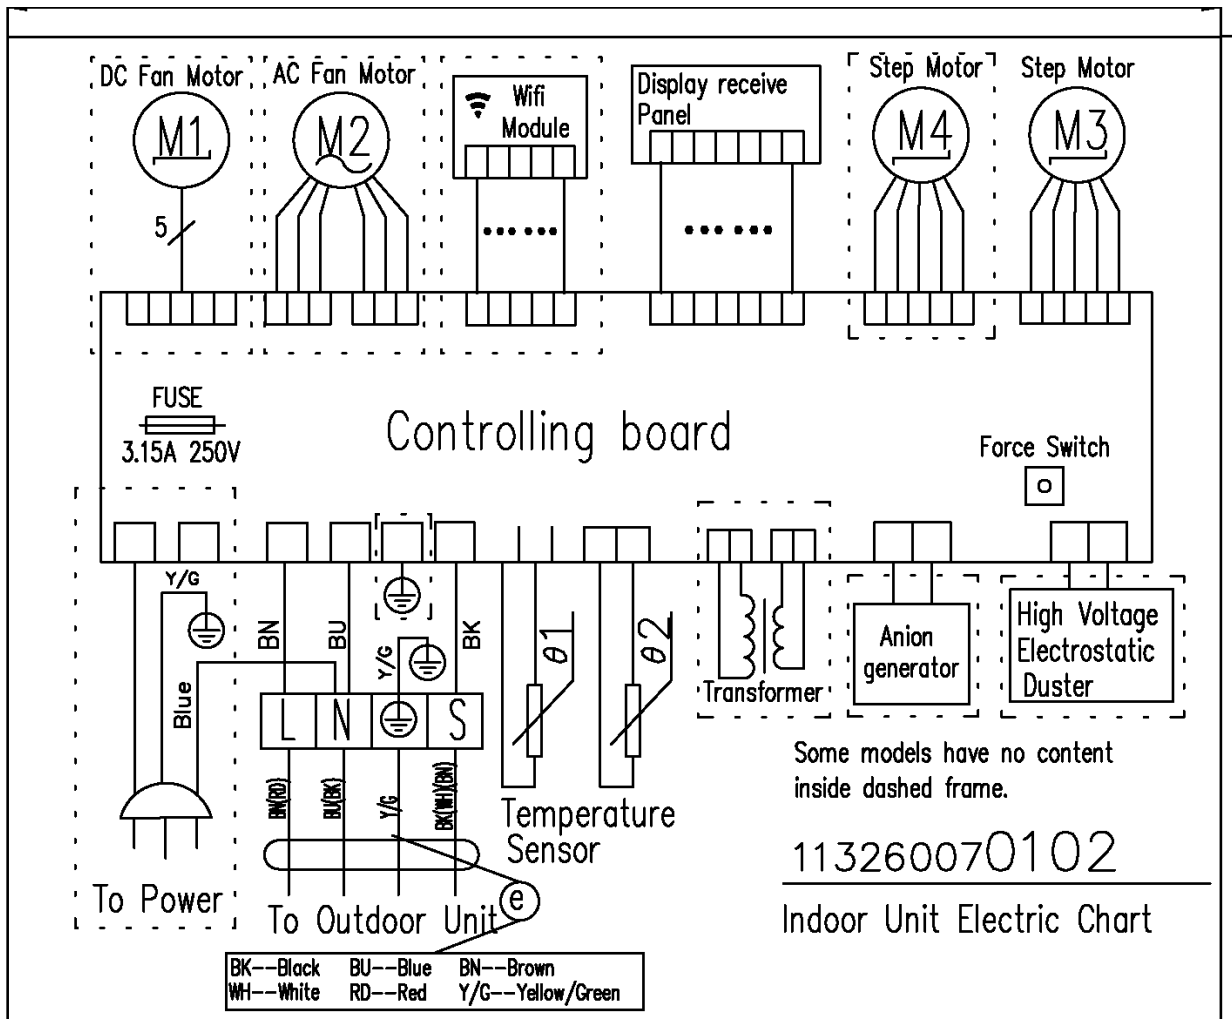 DC Fan Motor
AC Fan Motor
Wifi
Module
Display receive
Panel
Step Motor
Step Motor
M1
M2
M4
M3
5
FUSE
3.15A 250V
Controlling board
Force Switch
Y/G
BN
BU
Y/G
BK
Blue
L N S
θ1
θ2
Transformer
Anion
generator
High Voltage
Electrostatic
Duster
BN(RD)
BU(BK)
Y/G
BK(WH)(BN)
Temperature
Sensor
Some models have no content
inside dashed frame.
113260070102
To Power
To Outdoor Unit
e
Indoor Unit Electric Chart
BK--Black BU--Blue BN--Brown
WH--White RD--Red Y/G--Yellow/Green